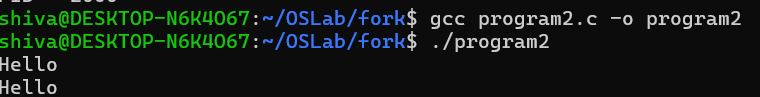 shiva@DESKTOP-N6K4O67:~/OSLab/fork$ gcc program2.c -o program2
shiva@DESKTOP-N6K4O67:~/OSLab/fork$ ./program2
Hello
Hello